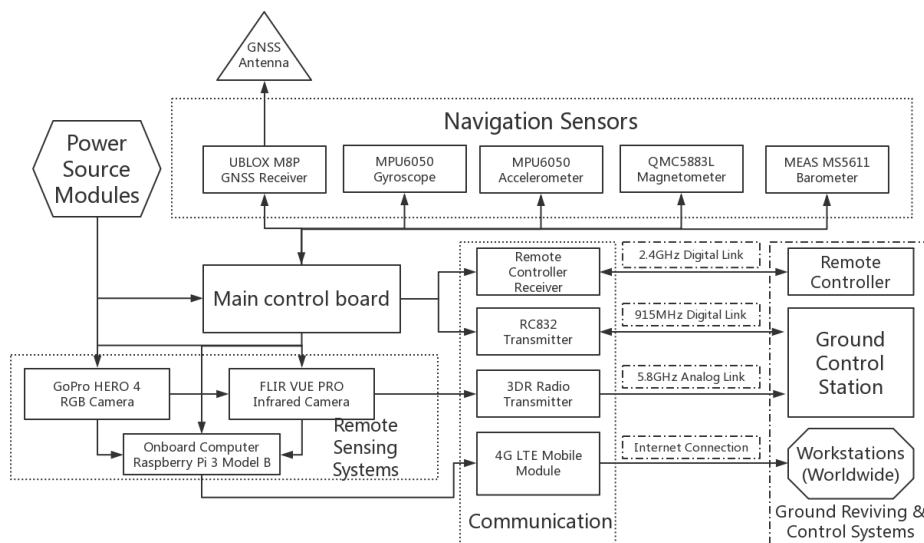 GNSS
Antenna
Power
Source
Modules
Navigation Sensors
UBLOX M8P
GNSS Receiver
MPU6050
Gyroscope
MPU6050
Accelerometer
QMC5883L
Magnetometer
MEAS MS5611
Barometer
Main control board
Remote
Controller
Receiver
2.4GHz Digital Link
Remote
Controller
RC832
Transmitter
915MHz Digital Link
Ground
Control
Station
GoPro HERO 4
RGB Camera
FLIR VUE PRO
Infrared Camera
3DR Radio
Transmitter
5.8GHz Analog Link
Onboard Computer
Raspberry Pi 3 Model B
Remote
Sensing
Systems
4G LTE Mobile
Module
Internet Connection
Workstations
(Worldwide)
Communication
Ground Reviving &
Control Systems